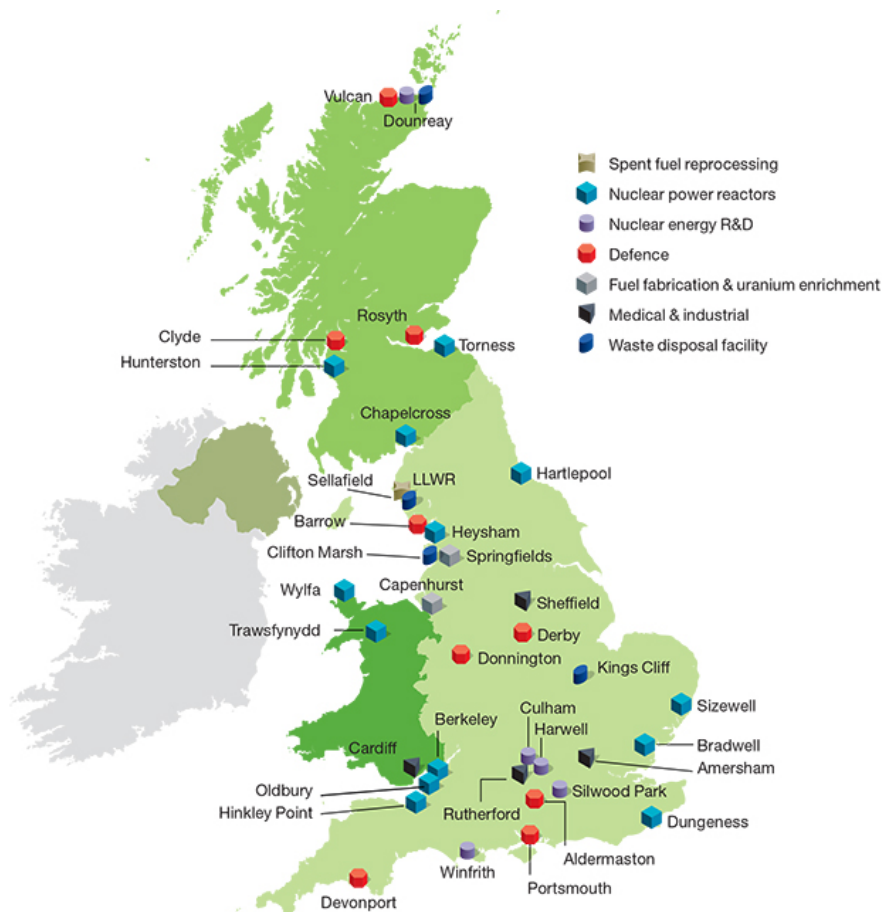 Vulcan
Dounreay
Spent fuel reprocessing
Nuclear power reactors
Nuclear energy R&D
Defence
Fuel fabrication & uranium enrichment
Medical & industrial
Waste disposal facility
Rosyth
Clyde
Torness
Hunterston
Chapelcross
Sellafield
LLWR
Hartlepool
Barrow
Heysham
Clifton Marsh
Springfields
Wylfa
Capenhurst
Sheffield
Trawsfynydd
Derby
Donnington
Kings Cliff
Sizewell
Culham
Berkeley
Harwell
Bradwell
Cardiff
Amersham
Oldbury
Silwood Park
Hinkley Point
Rutherford
Dungeness
Aldermaston
Winfrith
Portsmouth
Devonport